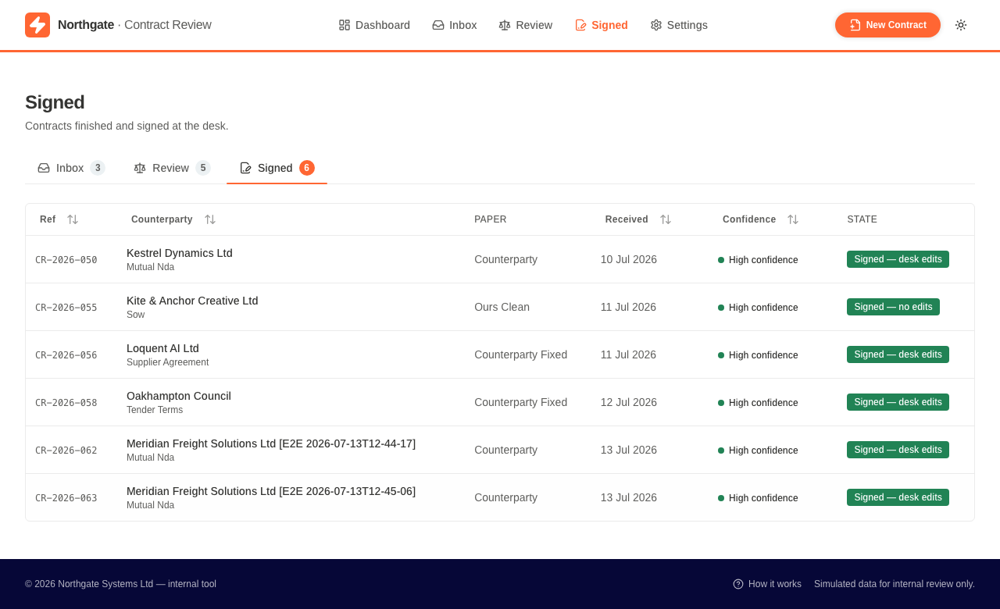 Northgate · Contract Review
Dashboard
Inbox
Review
Signed
Settings
New Contract
Signed
Contracts finished and signed at the desk.
Inbox 3
Review 5
Signed 6
Ref Counterparty PAPER Received Confidence STATE
CR-2026-050 Kestrel Dynamics Ltd Counterparty 10 Jul 2026 High confidence Signed — desk edits
Mutual Nda
CR-2026-055 Kite & Anchor Creative Ltd Ours Clean 11 Jul 2026 High confidence Signed — no edits
Sow
CR-2026-056 Loquent AI Ltd Counterparty Fixed 11 Jul 2026 High confidence Signed — desk edits
Supplier Agreement
CR-2026-058 Oakhampton Council Counterparty Fixed 12 Jul 2026 High confidence Signed — desk edits
Tender Terms
CR-2026-062 Meridian Freight Solutions Ltd [E2E 2026-07-13T12-44-17] Counterparty 13 Jul 2026 High confidence Signed — desk edits
Mutual Nda
CR-2026-063 Meridian Freight Solutions Ltd [E2E 2026-07-13T12-45-06] Counterparty 13 Jul 2026 High confidence Signed — desk edits
Mutual Nda
© 2026 Northgate Systems Ltd — internal tool
How it works
Simulated data for internal review only.